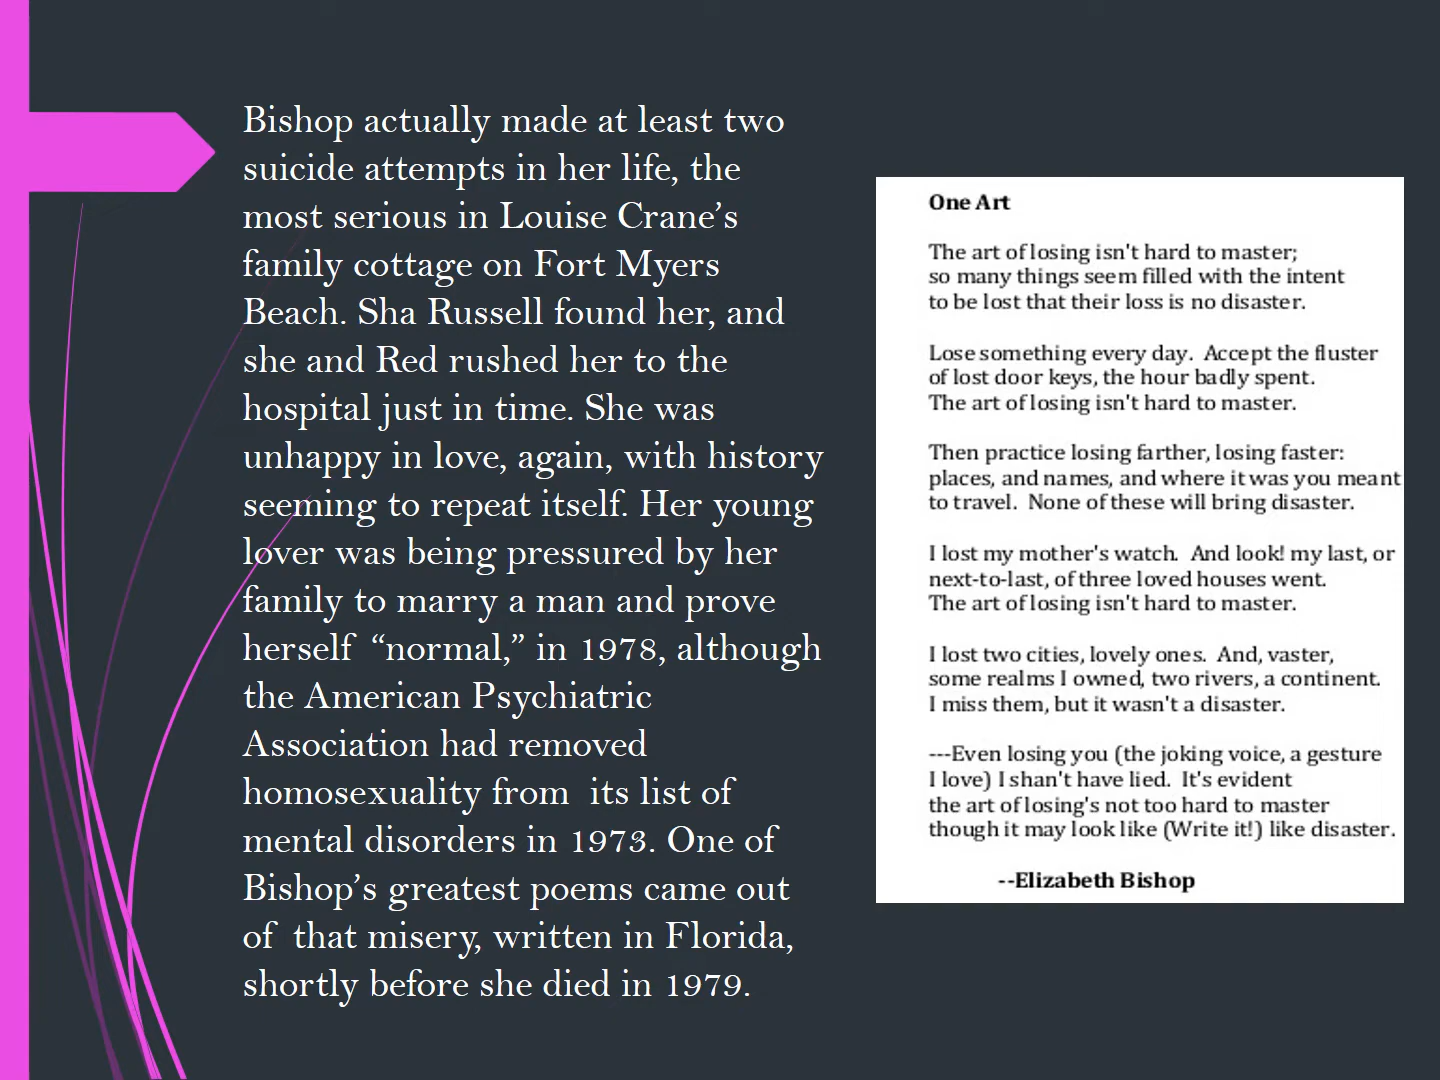 Bishop actually made at least two
suicide attempts in her life, the
most serious in Louise Crane’s
family cottage on Fort Myers
Beach. Sha Russell found her, and
she and Red rushed her to the
hospital just in time. She was
unhappy in love, again, with history
seeming to repeat itself. Her young
lover was being pressured by her
family to marry a man and prove
herself “normal,” in 1978, although
the American Psychiatric
Association had removed
homosexuality from its list of
mental disorders in 1973. One of
Bishop’s greatest poems came out
of that misery, written in Florida,
shortly before she died in 1979.
One Art
The art of losing isn't hard to master;
so many things seem filled with the intent
to be lost that their loss is no disaster.
Lose something every day. Accept the fluster
of lost door keys, the hour badly spent.
The art of losing isn't hard to master.
Then practice losing farther, losing faster:
places, and names, and where it was you meant
to travel. None of these will bring disaster.
I lost my mother's watch. And look! my last, or
next-to-last, of three loved houses went.
The art of losing isn't hard to master.
I lost two cities, lovely ones. And, vaster,
some realms I owned, two rivers, a continent.
I miss them, but it wasn't a disaster.
---Even losing you (the joking voice, a gesture
I love) I shan't have lied. It's evident
the art of losing's not too hard to master
though it may look like (Write it!) like disaster.
--Elizabeth Bishop